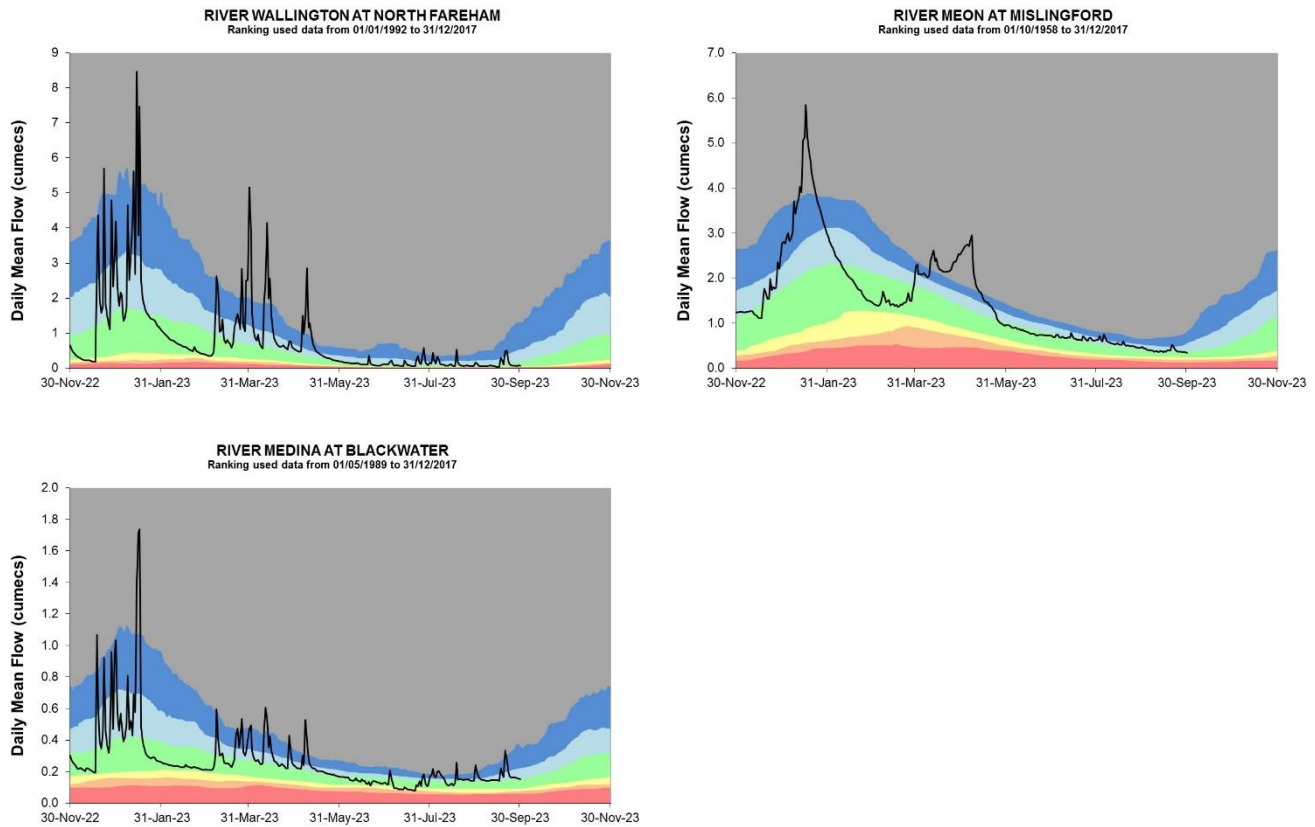 RIVER WALLINGTON AT NORTH FAREHAM
Ranking used data from 01/01/1992 to 31/12/2017
Daily Mean Flow (cumecs)
9
8
7
6
5
4
3
2
1
0
30-Nov-22 31-Jan-23 31-Mar-23 31-May-23 31-Jul-23 30-Sep-23 30-Nov-23
RIVER MEON AT MISLINGFORD
Ranking used data from 01/10/1958 to 31/12/2017
Daily Mean Flow (cumecs)
7.0
6.0
5.0
4.0
3.0
2.0
1.0
0.0
30-Nov-22 31-Jan-23 31-Mar-23 31-May-23 31-Jul-23 30-Sep-23 30-Nov-23
RIVER MEDINA AT BLACKWATER
Ranking used data from 01/05/1989 to 31/12/2017
Daily Mean Flow (cumecs)
2.0
1.8
1.6
1.4
1.2
1.0
0.8
0.6
0.4
0.2
0.0
30-Nov-22 31-Jan-23 31-Mar-23 31-May-23 31-Jul-23 30-Sep-23 30-Nov-23